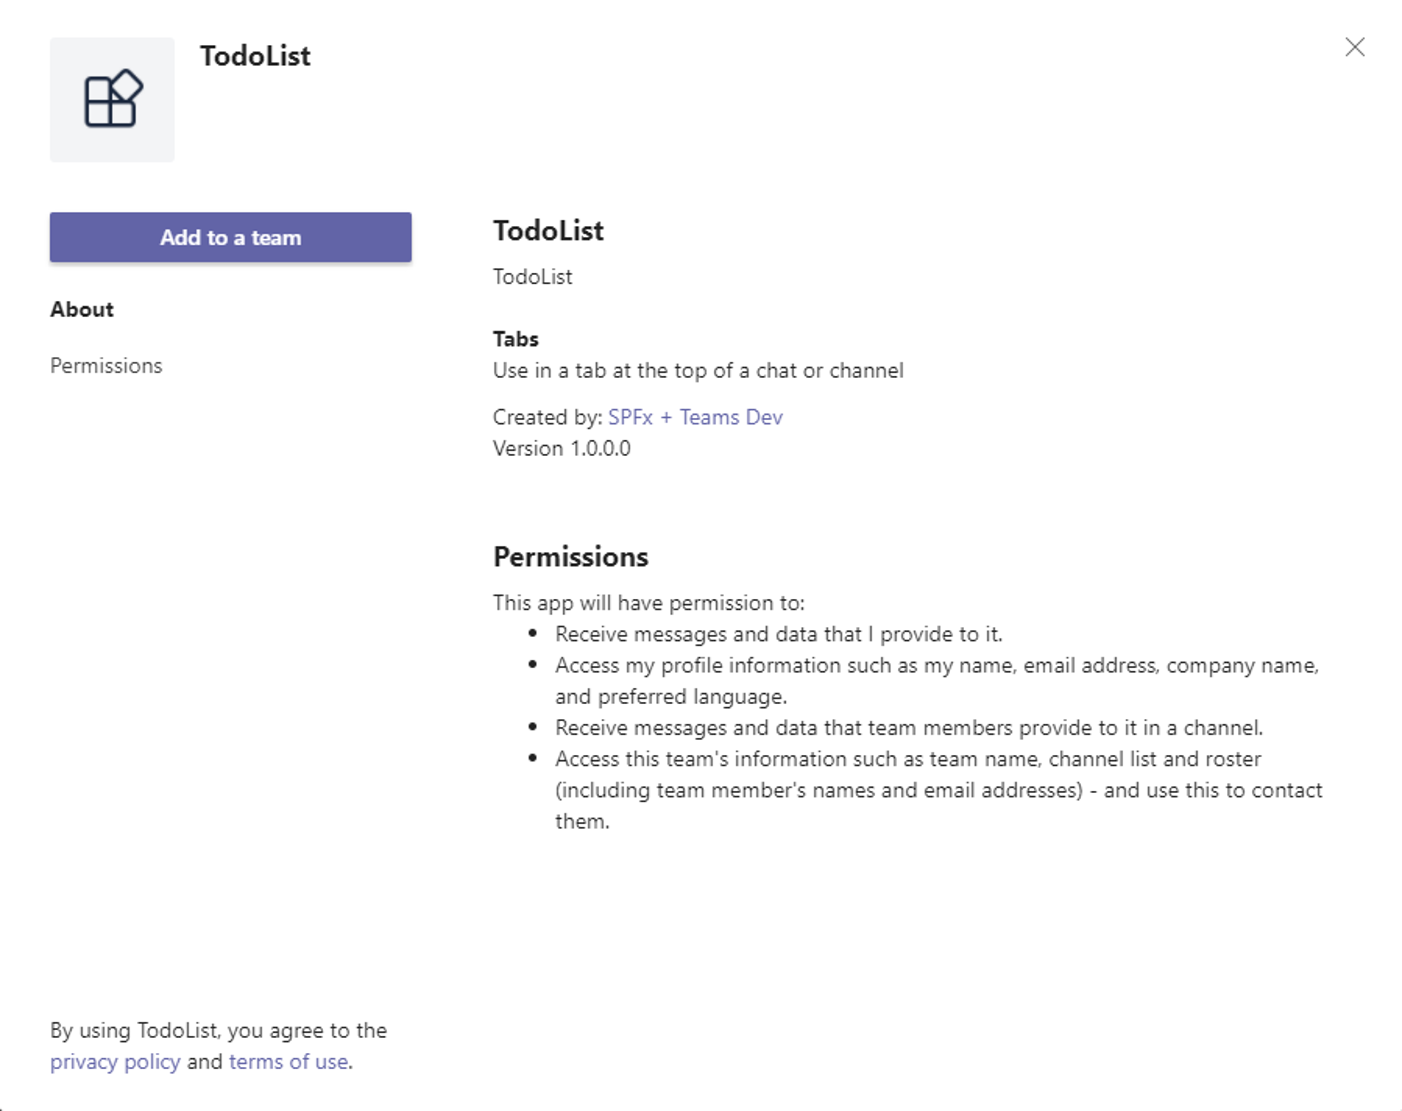 TodoList
Add to a team
About
Permissions
TodoList
TodoList
Tabs
Use in a tab at the top of a chat or channel
Created by: SPFx + Teams Dev
Version 1.0.0.0
Permissions
This app will have permission to:
• Receive messages and data that I provide to it.
• Access my profile information such as my name, email address, company name,
and preferred language.
• Receive messages and data that team members provide to it in a channel.
• Access this team's information such as team name, channel list and roster
(including team member's names and email addresses) - and use this to contact
them.
By using TodoList, you agree to the
privacy policy and terms of use.